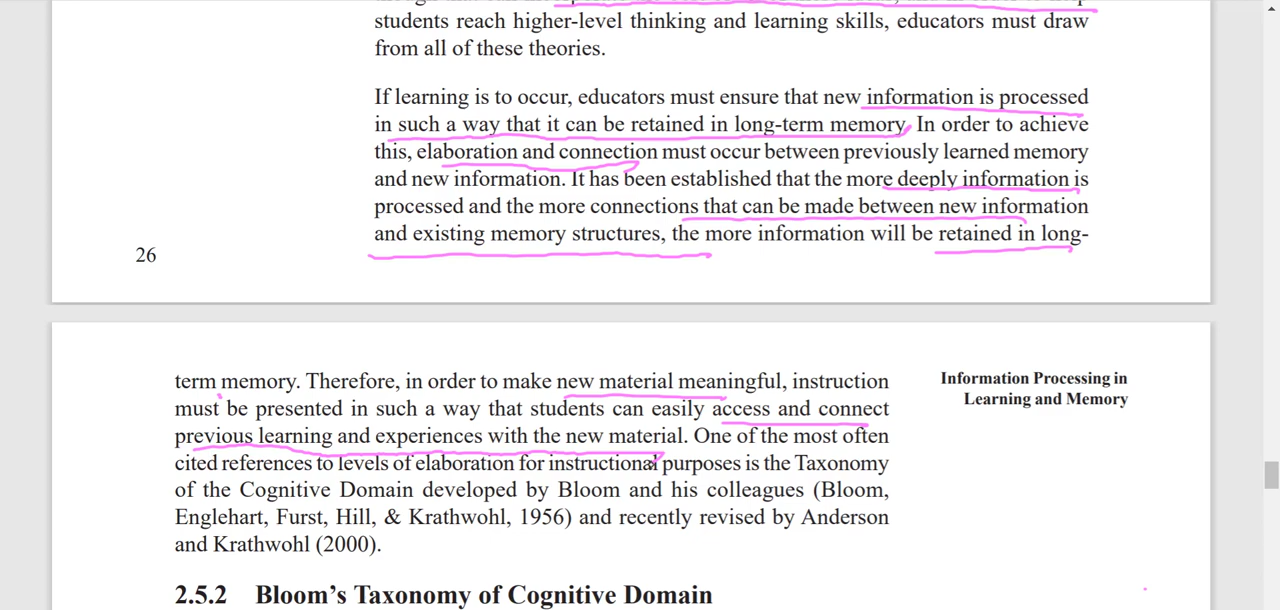 students reach higher-level thinking and learning skills, educators must draw
from all of these theories.
If learning is to occur, educators must ensure that new information is processed
in such a way that it can be retained in long-term memory. In order to achieve
this, elaboration and connection must occur between previously learned memory
and new information. It has been established that the more deeply information is
processed and the more connections that can be made between new information
and existing memory structures, the more information will be retained in long-
26
term memory. Therefore, in order to make new material meaningful, instruction
must be presented in such a way that students can easily access and connect
previous learning and experiences with the new material. One of the most often
cited references to levels of elaboration for instructional purposes is the Taxonomy
of the Cognitive Domain developed by Bloom and his colleagues (Bloom,
Englehart, Furst, Hill, & Krathwohl, 1956) and recently revised by Anderson
and Krathwohl (2000).
Information Processing in
Learning and Memory
2.5.2 Bloom's Taxonomy of Cognitive Domain